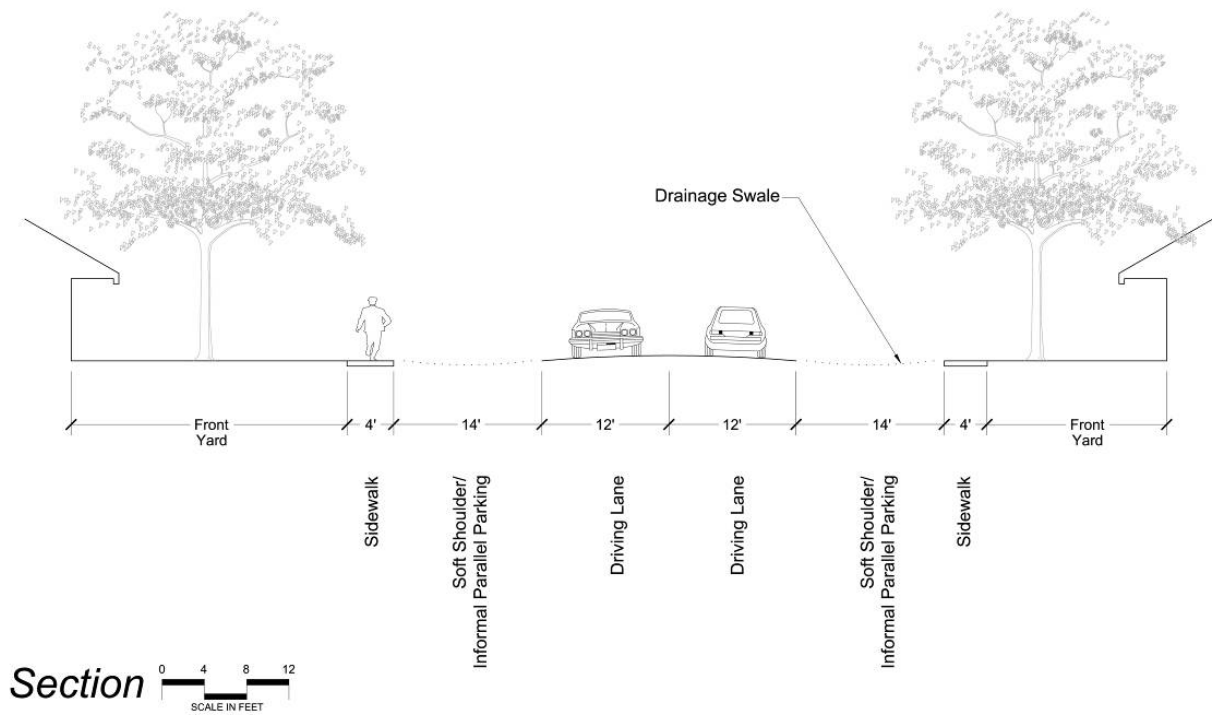 Drainage Swale
Front
Yard
4'
14'
12'
12'
14'
4'
Front
Yard
Sidewalk
Soft Shoulder/
Informal Parallel Parking
Driving Lane
Driving Lane
Soft Shoulder/
Informal Parallel Parking
Sidewalk
Section
0 4 8 12
SCALE IN FEET